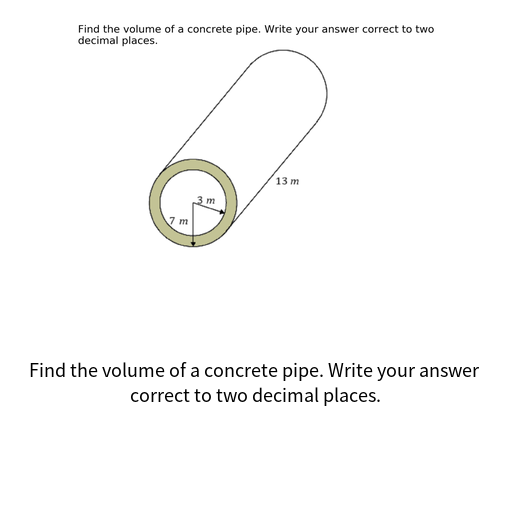 Find the volume of a concrete pipe. Write your answer correct to two
decimal places.
3 m
13 m
7 m
Find the volume of a concrete pipe. Write your answer
correct to two decimal places.